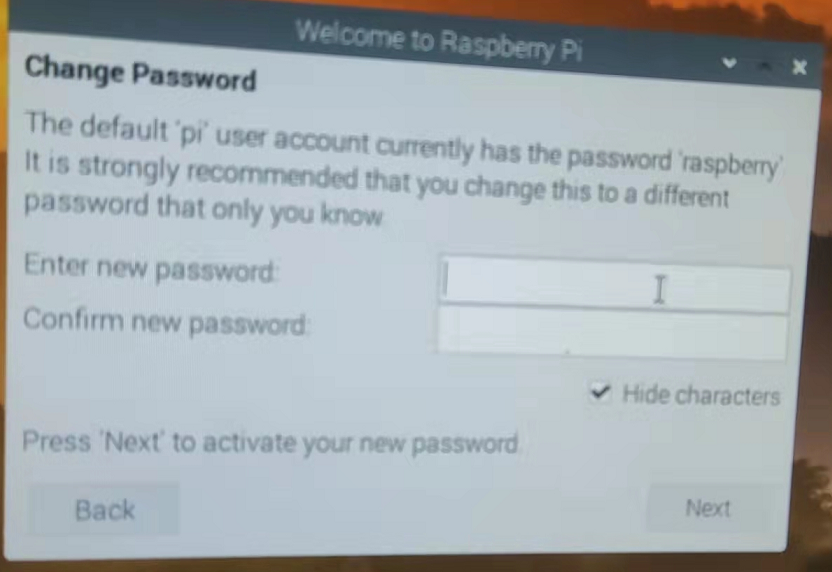 Welcome to Raspberry Pi
Change Password
The default 'pi' user account currently has the password 'raspberry'.
It is strongly recommended that you change this to a different
password that only you know.
Enter new password:
Confirm new password:
Hide characters
Press 'Next' to activate your new password.
Back Next